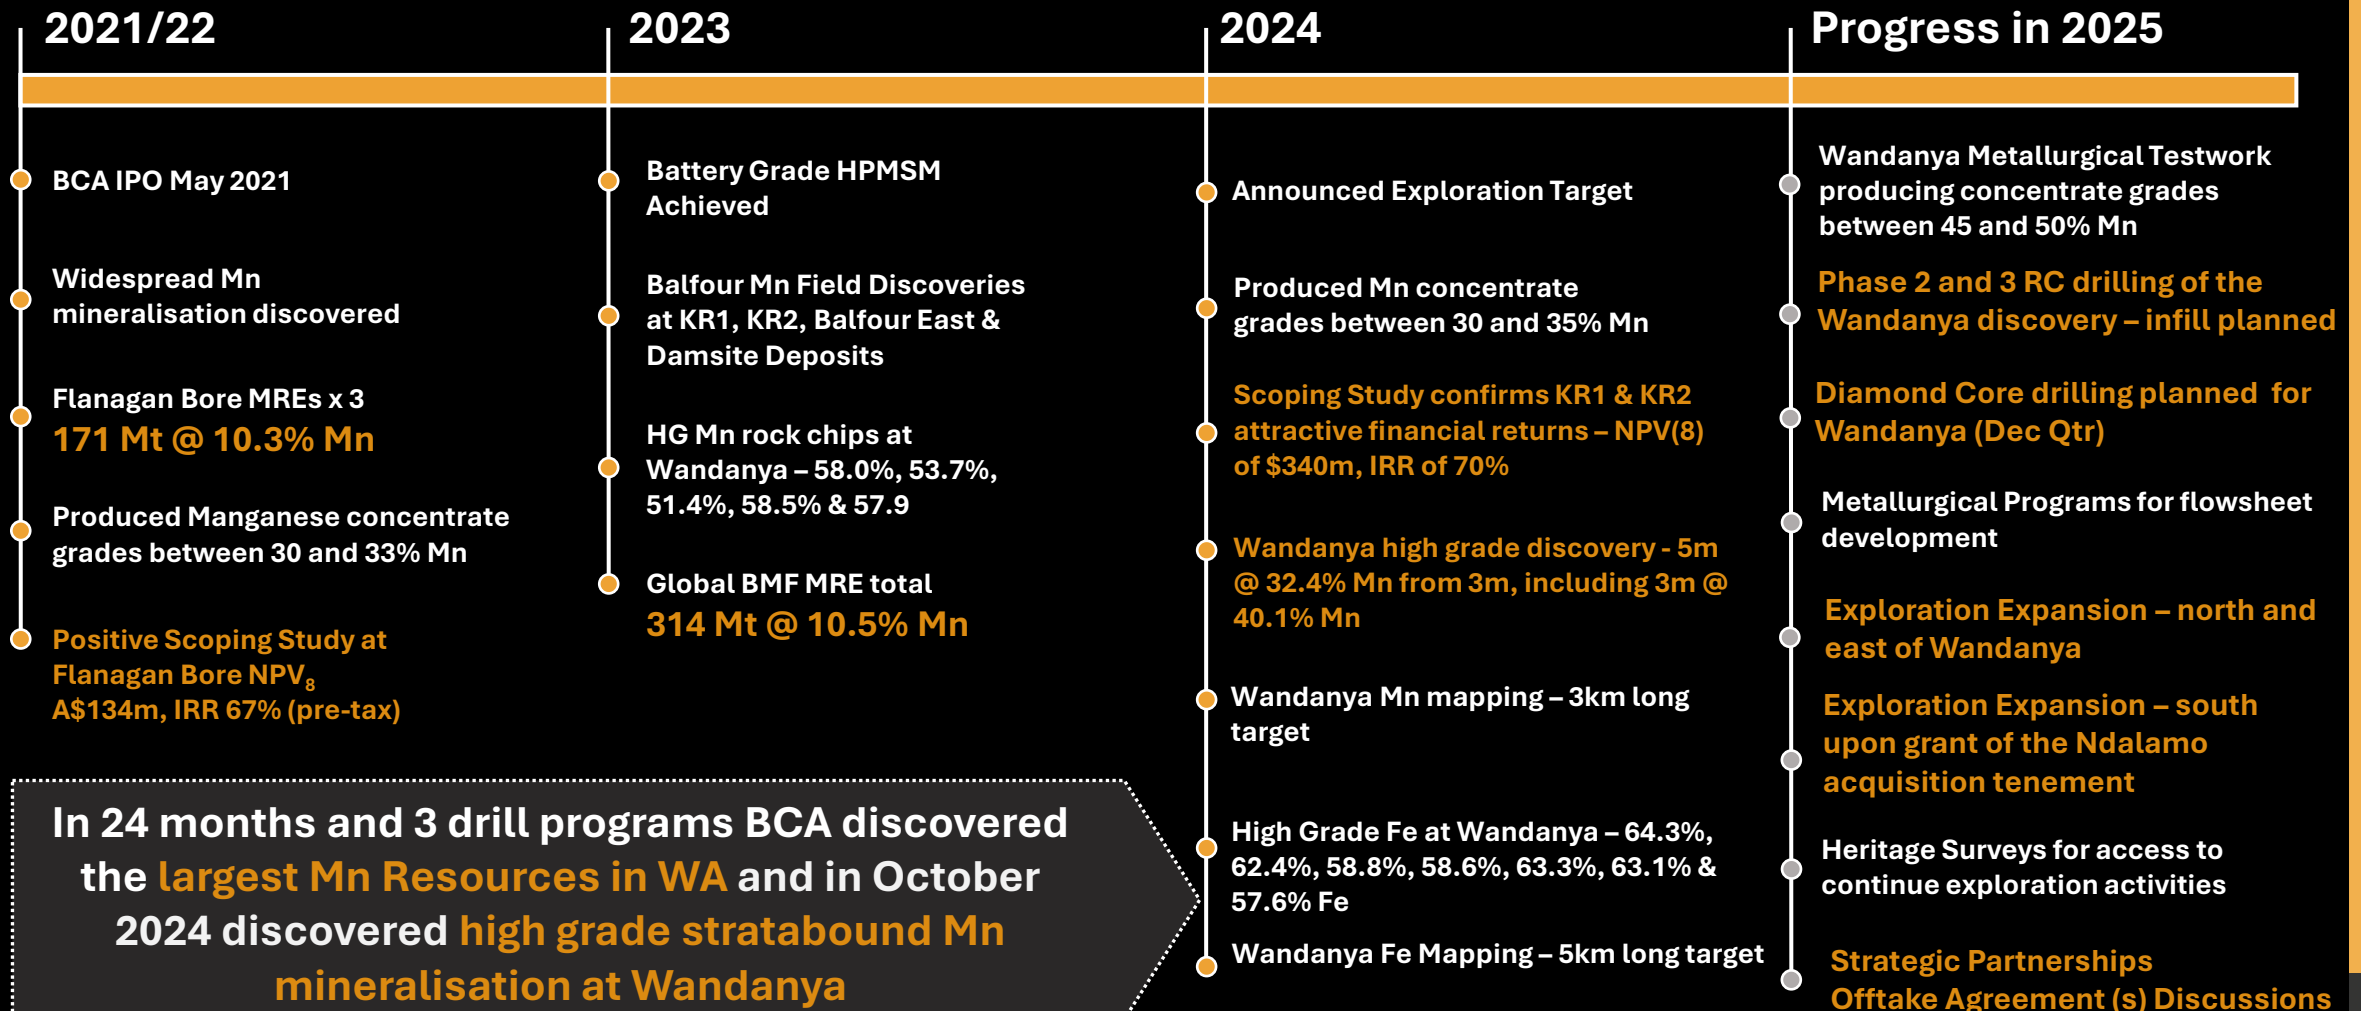 2021/22
BCA IPO May 2021
Widespread Mn
mineralisation discovered
Flanagan Bore MREs x 3
171 Mt @ 10.3% Mn
Produced Manganese concentrate
grades between 30 and 33% Mn
Positive Scoping Study at
Flanagan Bore NPV₈
A$134m, IRR 67% (pre-tax)
2023
Battery Grade HPMSM
Achieved
Balfour Mn Field Discoveries
at KR1, KR2, Balfour East &
Damsite Deposits
HG Mn rock chips at
Wandanya – 58.0%, 53.7%,
51.4%, 58.5% & 57.9
Global BMF MRE total
314 Mt @ 10.5% Mn
In 24 months and 3 drill programs BCA discovered
the largest Mn Resources in WA and in October
2024 discovered high grade stratabound Mn
mineralisation at Wandanya
2024
Announced Exploration Target
Produced Mn concentrate
grades between 30 and 35% Mn
Scoping Study confirms KR1 & KR2
attractive financial returns – NPV(8)
of $340m, IRR of 70%
Wandanya high grade discovery - 5m
@ 32.4% Mn from 3m, including 3m @
40.1% Mn
Wandanya Mn mapping – 3km long
target
High Grade Fe at Wandanya – 64.3%,
62.4%, 58.8%, 58.6%, 63.3%, 63.1% &
57.6% Fe
Wandanya Fe Mapping – 5km long target
Progress in 2025
Wandanya Metallurgical Testwork
producing concentrate grades
between 45 and 50% Mn
Phase 2 and 3 RC drilling of the
Wandanya discovery – infill planned
Diamond Core drilling planned for
Wandanya (Dec Qtr)
Metallurgical Programs for flowsheet
development
Exploration Expansion – north and
east of Wandanya
Exploration Expansion – south
upon grant of the Ndalamo
acquisition tenement
Heritage Surveys for access to
continue exploration activities
Strategic Partnerships
Offtake Agreement (s) Discussions